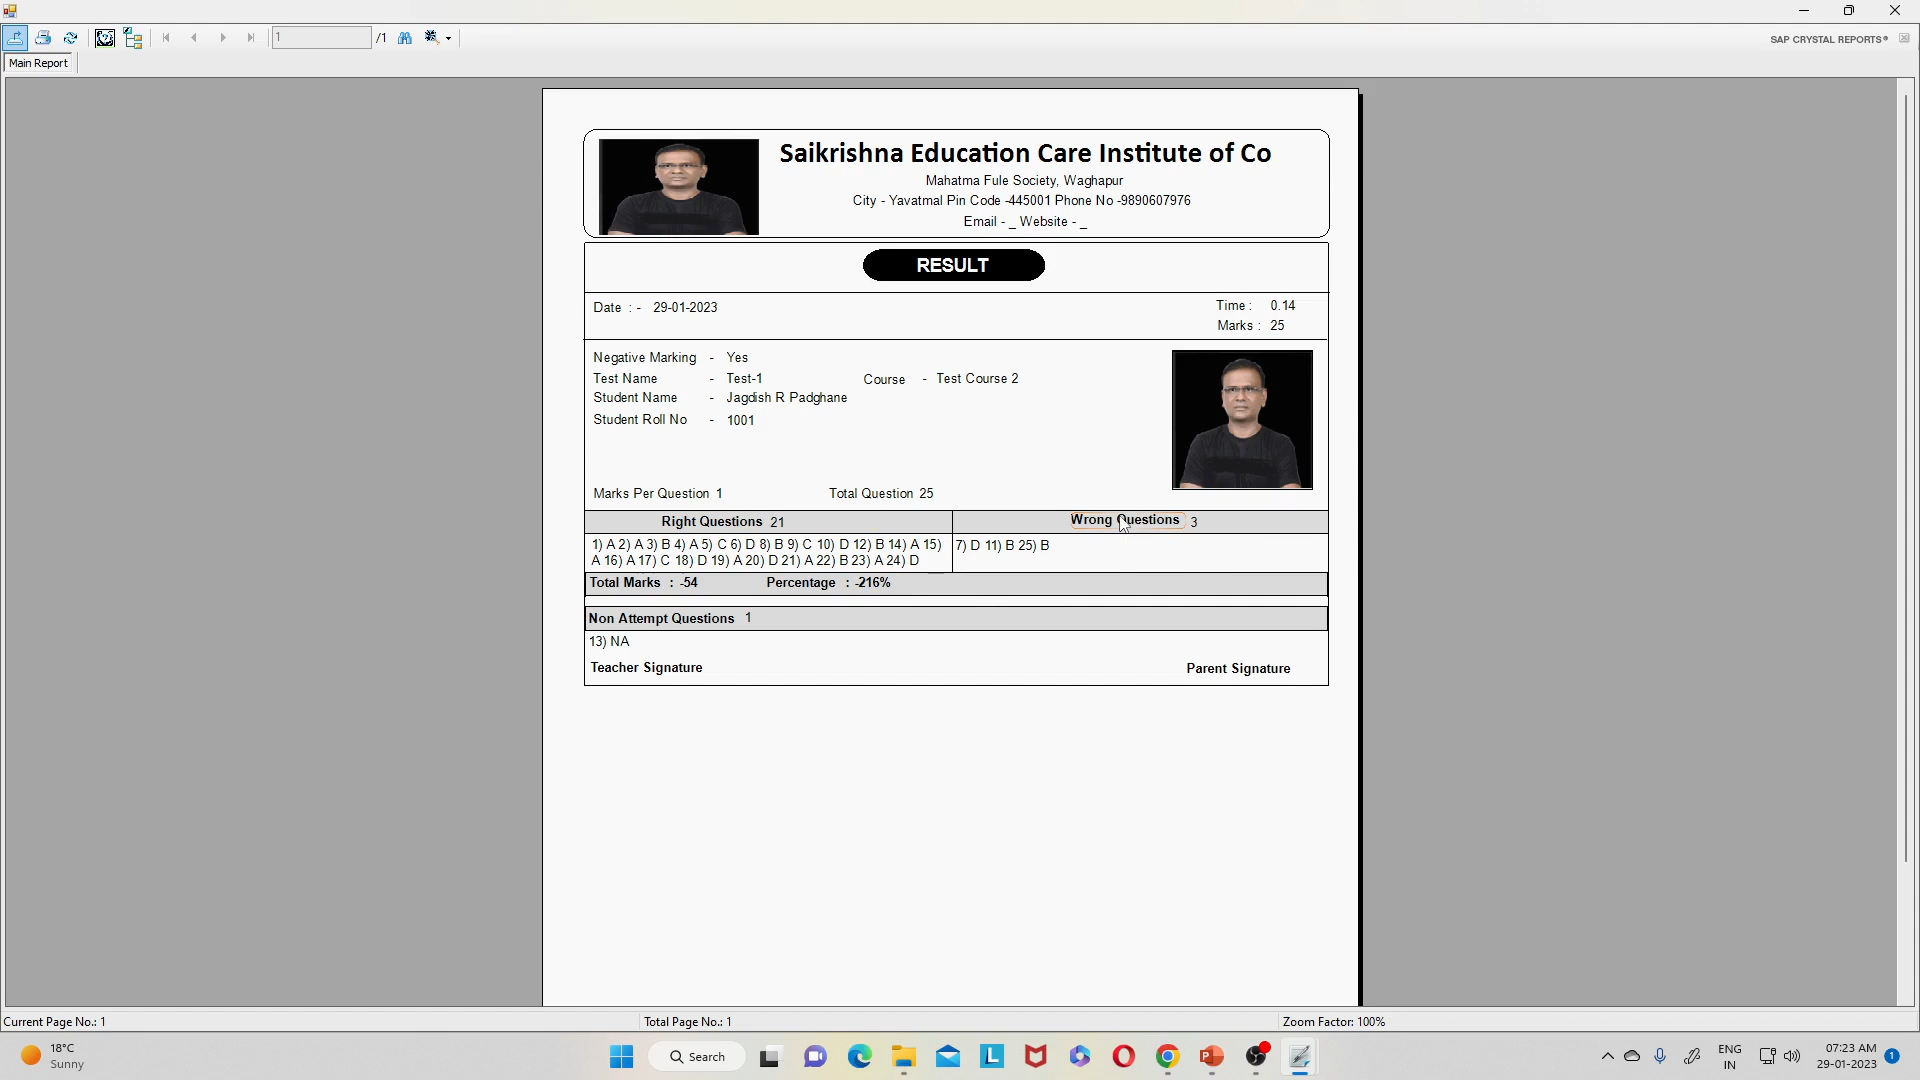 1 /1
SAP CRYSTAL REPORTS®
Main Report
Saikrishna Education Care Institute of Co
Mahatma Fule Society, Waghapur
City - Yavatmal Pin Code -445001 Phone No -9890607976
Email - _ Website - _
RESULT
Date : - 29-01-2023
Time : 0.14
Marks : 25
Negative Marking - Yes
Test Name - Test-1 Course - Test Course 2
Student Name - Jagdish R Padghane
Student Roll No - 1001
Marks Per Question 1 Total Question 25
Right Questions 21 Wrong Questions 3
1) A 2) A 3) B 4) A 5) C 6) D 8) B 9) C 10) D 12) B 14) A 15)
A 16) A 17) C 18) D 19) A 20) D 21) A 22) B 23) A 24) D
7) D 11) B 25) B
Total Marks : -54 Percentage : -216%
Non Attempt Questions 1
13) NA
Teacher Signature Parent Signature
Current Page No.: 1 Total Page No.: 1 Zoom Factor: 100%
18°C
Sunny
Search
ENG
IN
07:23 AM
29-01-2023
1